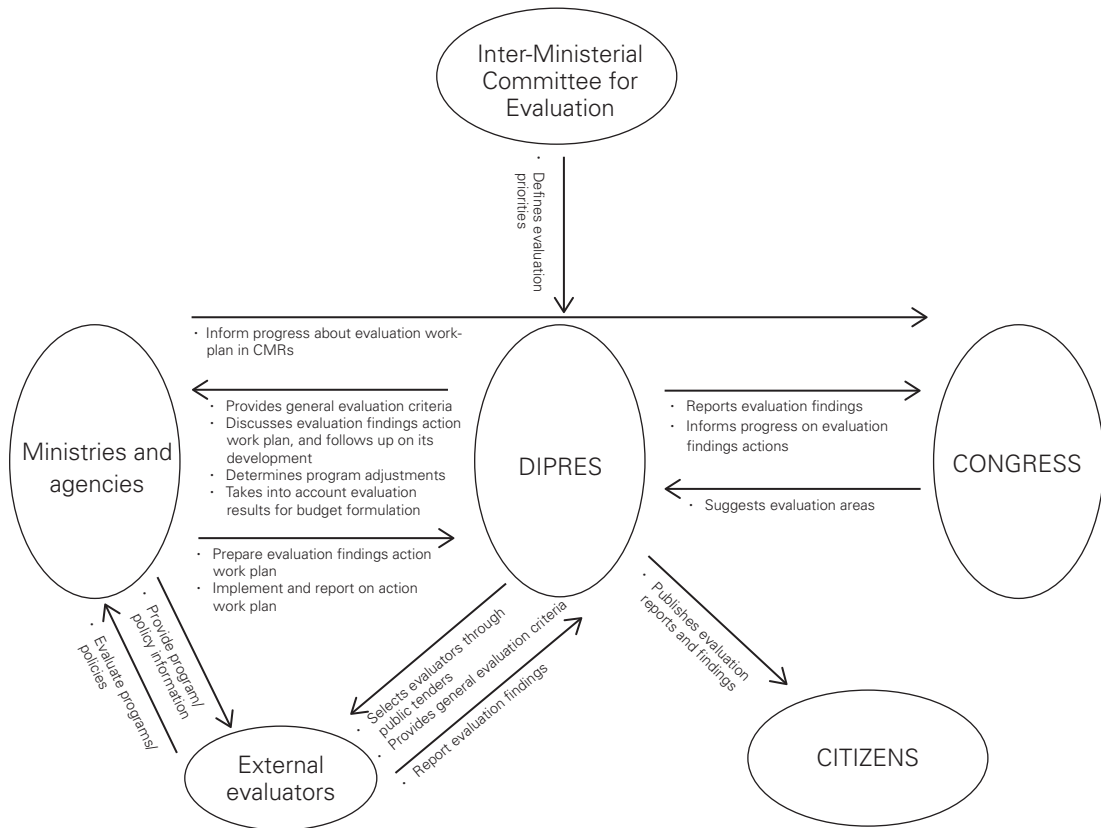 Inter-Ministerial
Committee for
Evaluation
· Defines evaluation
priorities
· Inform progress about evaluation work-
plan in CMRs
Ministries and
agencies
· Provides general evaluation criteria
· Discusses evaluation findings action
work plan, and follows up on its
development
· Determines program adjustments
· Takes into account evaluation
results for budget formulation
DIPRES
· Reports evaluation findings
· Informs progress on evaluation
findings actions
CONGRESS
· Suggests evaluation areas
· Prepare evaluation findings action
work plan
· Implement and report on action
work plan
· Provide program/
policy information
· Evaluate programs/
policies
· Selects evaluators through
public tenders
· Provides general evaluation criteria
· Report evaluation findings
· Publishes evaluation
reports and findings
External
evaluators
CITIZENS